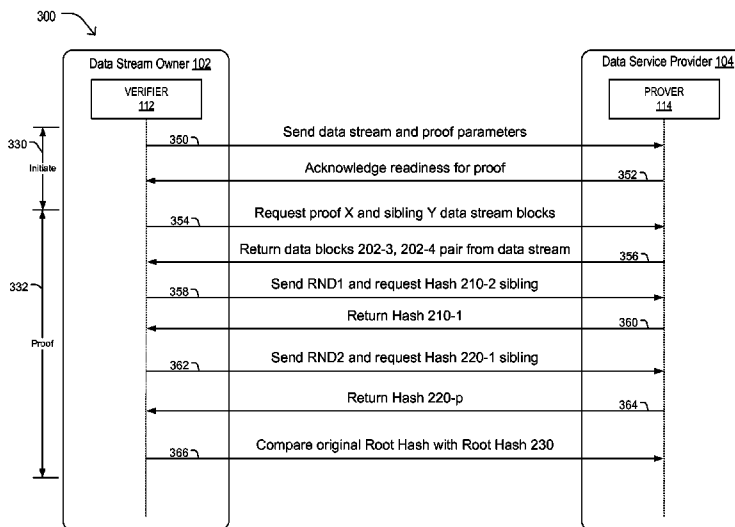 300
Data Stream Owner 102
Data Service Provider 104
VERIFIER
112
PROVER
114
330
Initiate
350
Send data stream and proof parameters
Acknowledge readiness for proof
352
354
Request proof X and sibling Y data stream blocks
Return data blocks 202-3, 202-4 pair from data stream
356
332
Proof
358
Send RND1 and request Hash 210-2 sibling
Return Hash 210-1
360
362
Send RND2 and request Hash 220-1 sibling
Return Hash 220-p
364
366
Compare original Root Hash with Root Hash 230